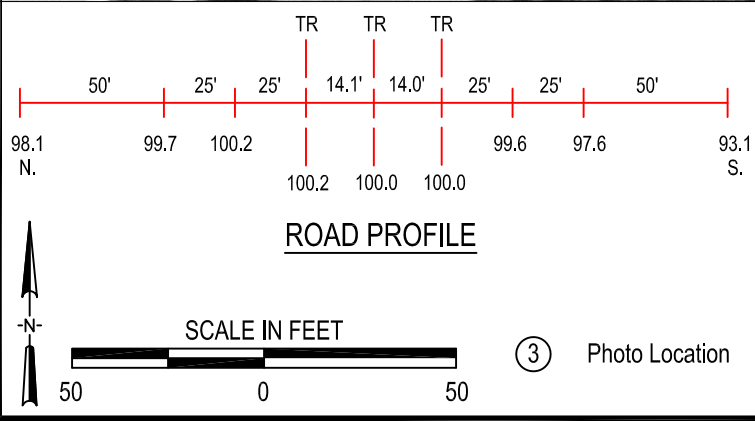 TR TR TR
50' 25' 25' 14.1' 14.0' 25' 25' 50'
98.1 99.7 100.2 99.6 97.6 93.1
N. S.
100.2 100.0 100.0
ROAD PROFILE
-N-
SCALE IN FEET
50 0 50
3 Photo Location